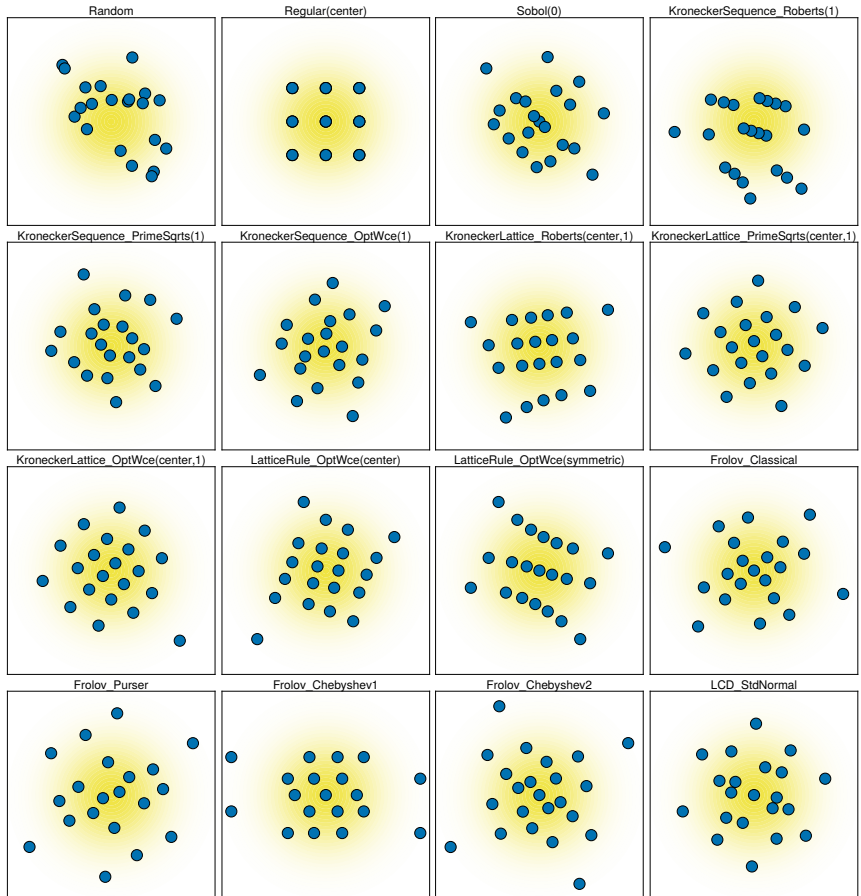 Random
Regular(center)
Sobol(0)
KroneckerSequence_Roberts(1)
KroneckerSequence_PrimeSqrts(1)
KroneckerSequence_OptWce(1)
KroneckerLattice_Roberts(center,1)
KroneckerLattice_PrimeSqrts(center,1)
KroneckerLattice_OptWce(center,1)
LatticeRule_OptWce(center)
LatticeRule_OptWce(symmetric)
Frolov_Classical
Frolov_Purser
Frolov_Chebyshev1
Frolov_Chebyshev2
LCD_StdNormal